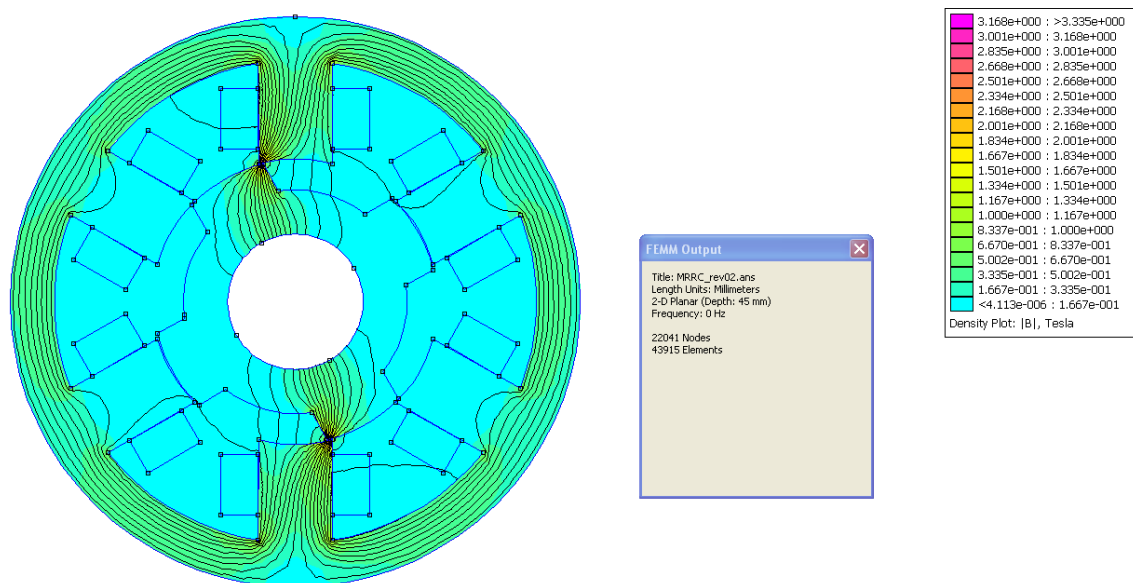 3.168e+000 : >3.335e+000
3.001e+000 : 3.168e+000
2.835e+000 : 3.001e+000
2.668e+000 : 2.835e+000
2.501e+000 : 2.668e+000
2.334e+000 : 2.501e+000
2.168e+000 : 2.334e+000
2.001e+000 : 2.168e+000
1.834e+000 : 2.001e+000
1.667e+000 : 1.834e+000
1.501e+000 : 1.667e+000
1.334e+000 : 1.501e+000
1.167e+000 : 1.334e+000
1.000e+000 : 1.167e+000
8.337e-001 : 1.000e+000
6.670e-001 : 8.337e-001
5.002e-001 : 6.670e-001
3.335e-001 : 5.002e-001
1.667e-001 : 3.335e-001
<4.113e-006 : 1.667e-001
Density Plot: |B|, Tesla
FEMM Output
Title: MRRC_rev02.ans
Length Units: Millimeters
2-D Planar (Depth: 45 mm)
Frequency: 0 Hz
22041 Nodes
43915 Elements